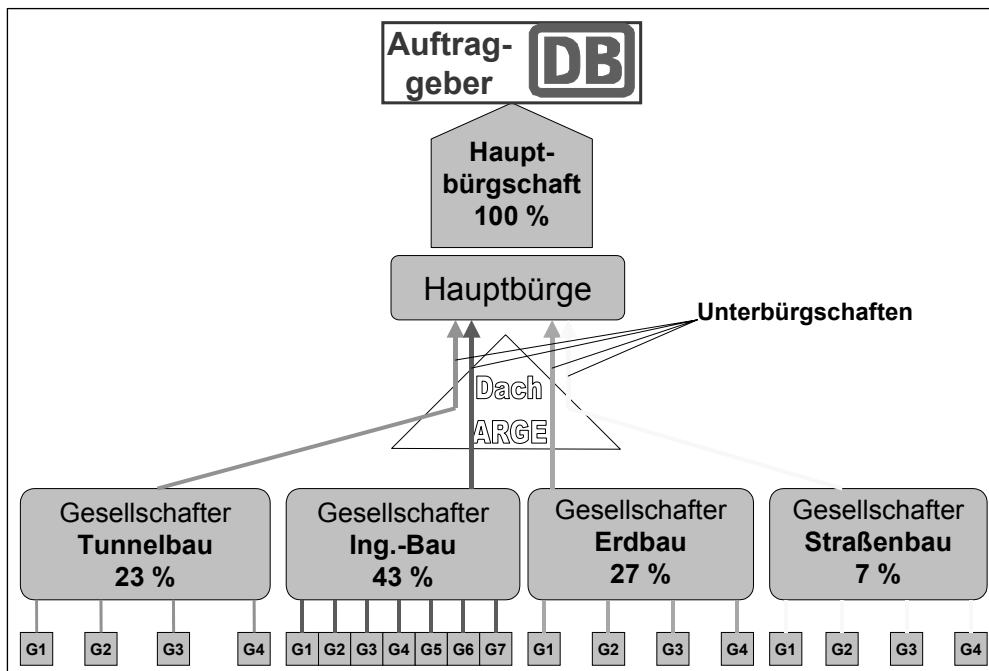 Auftrag-
geber
DB
Haupt-
bürgschaft
100 %
Hauptbürge
Unterbürgschaften
Dach
ARGE
Gesellschafter
Tunnelbau
23 %
Gesellschafter
Ing.-Bau
43 %
Gesellschafter
Erdbau
27 %
Gesellschafter
Straßenbau
7 %
G1 G2 G3 G4
G1 G2 G3 G4 G5 G6 G7
G1 G2 G3 G4
G1 G2 G3 G4